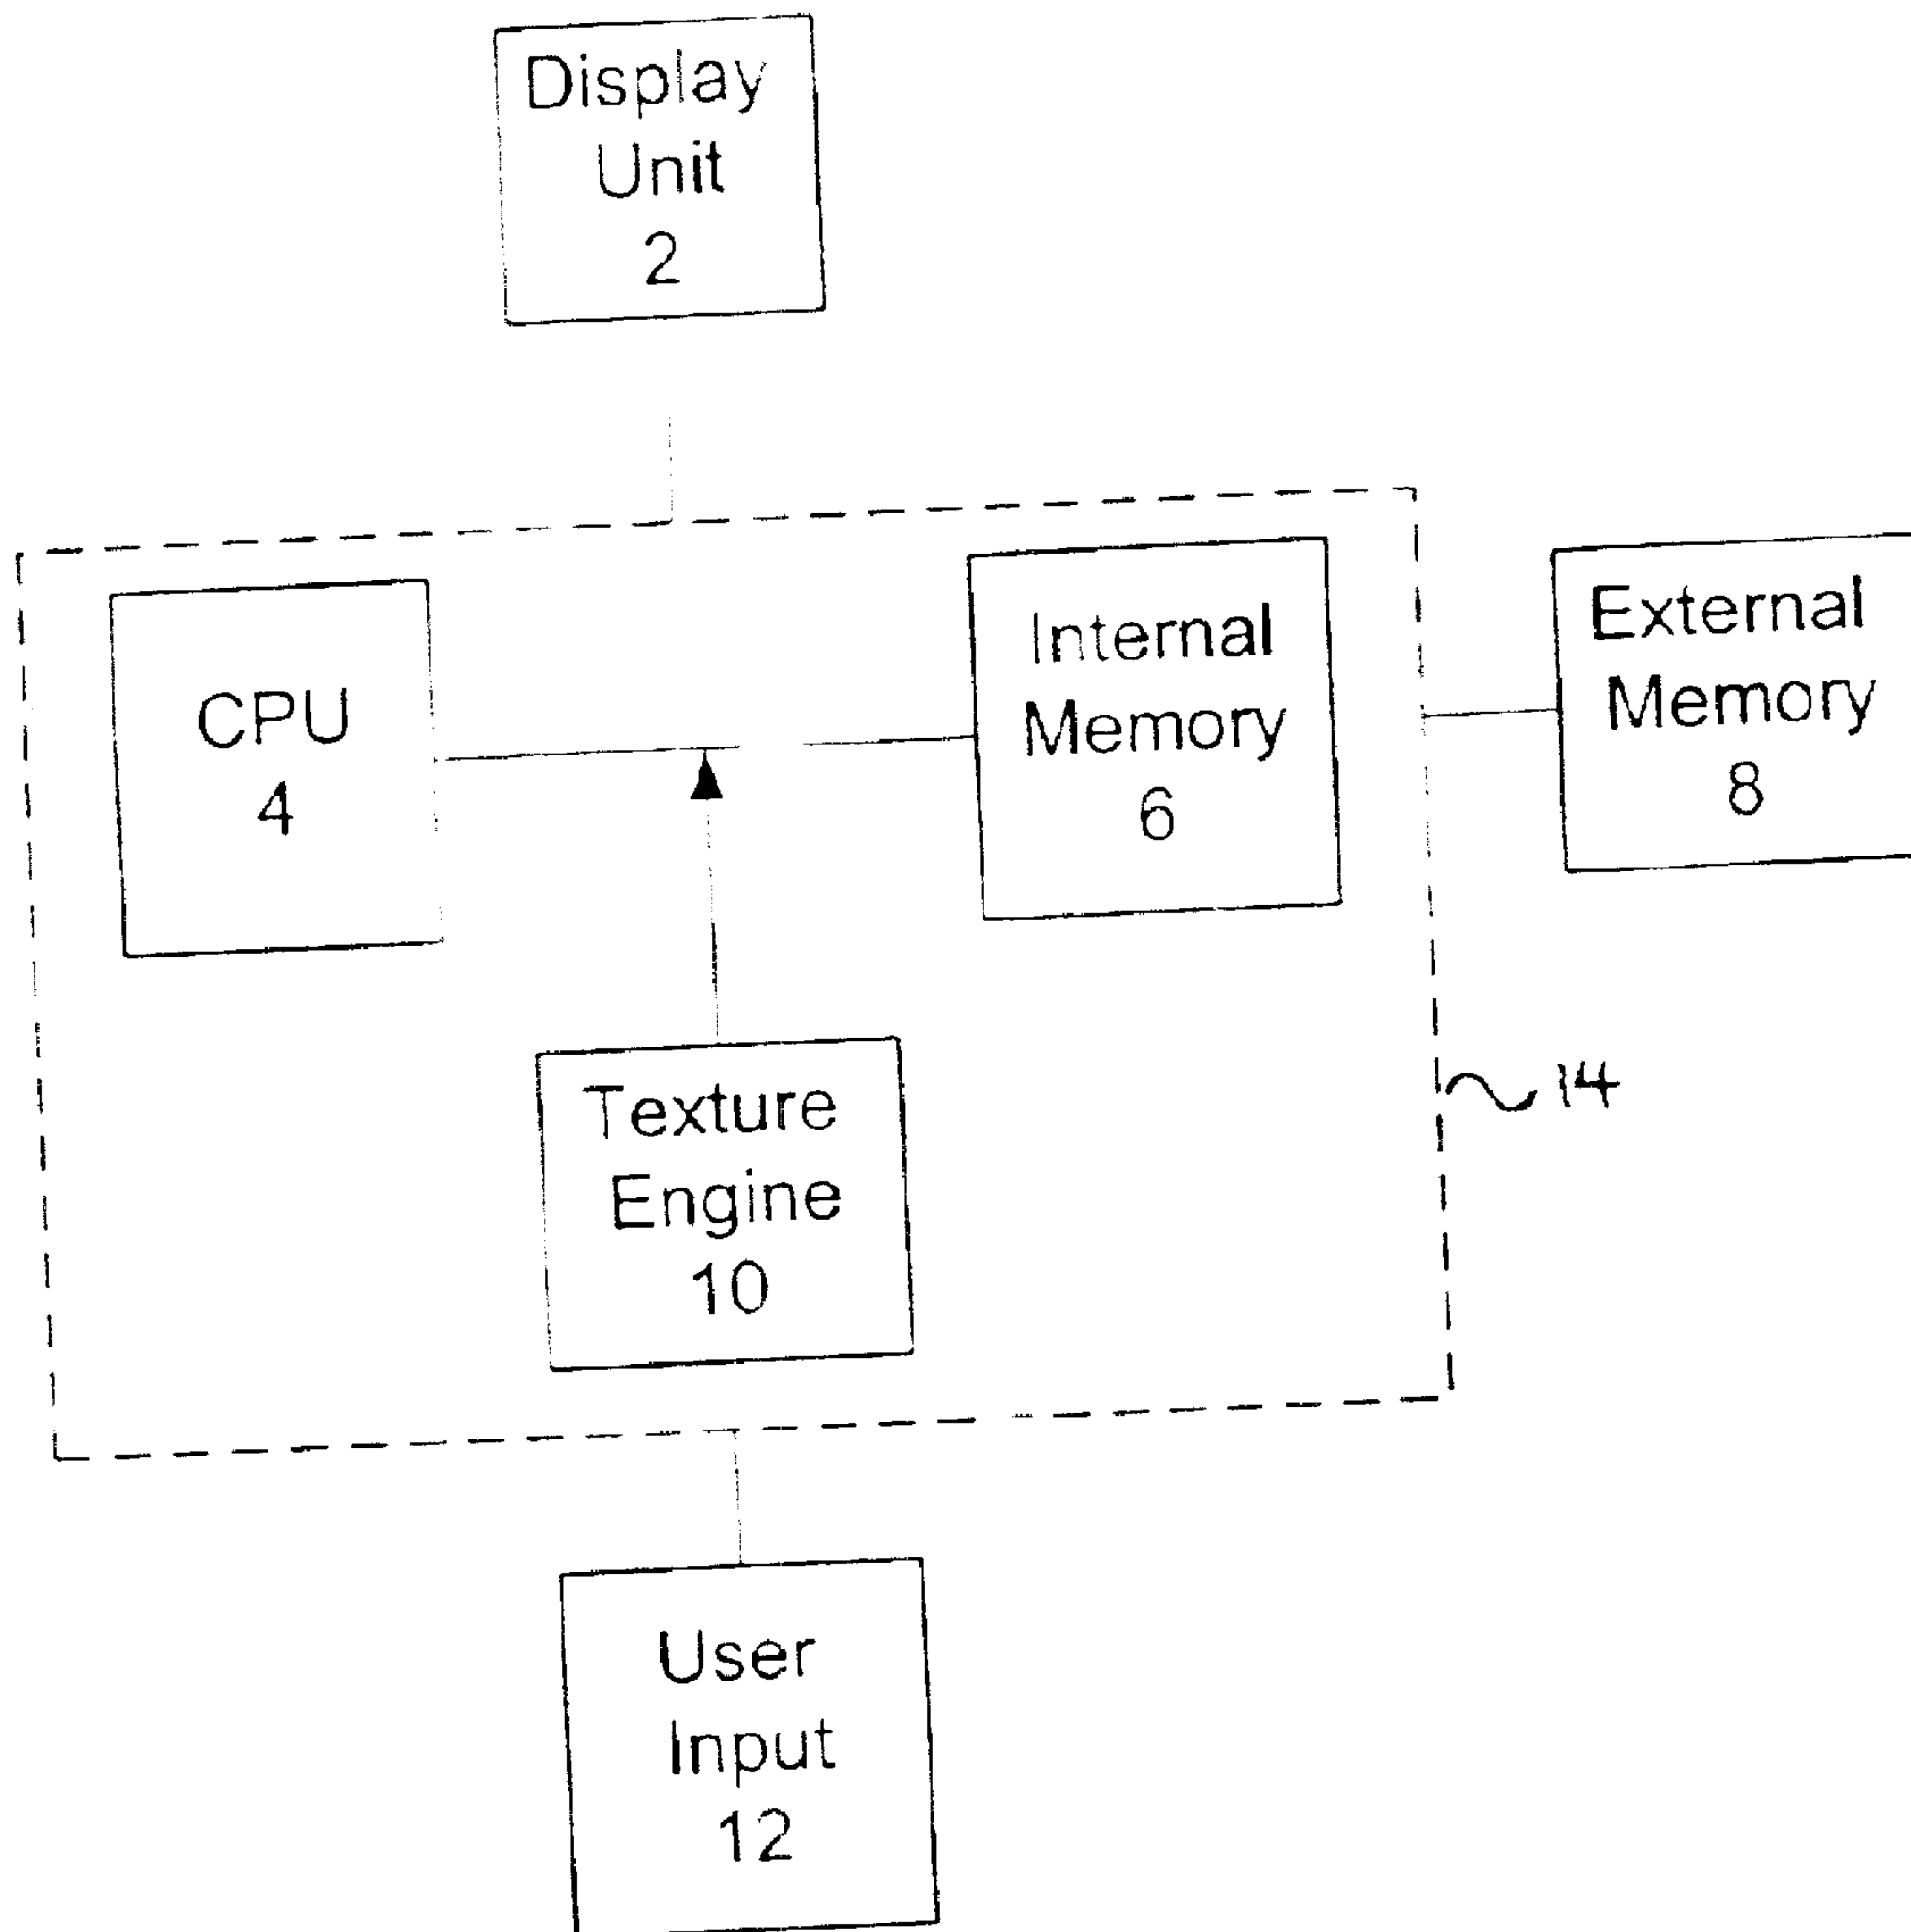 Display
Unit
2
CPU
4
Internal
Memory
6
External
Memory
8
Texture
Engine
10
14
User
Input
12